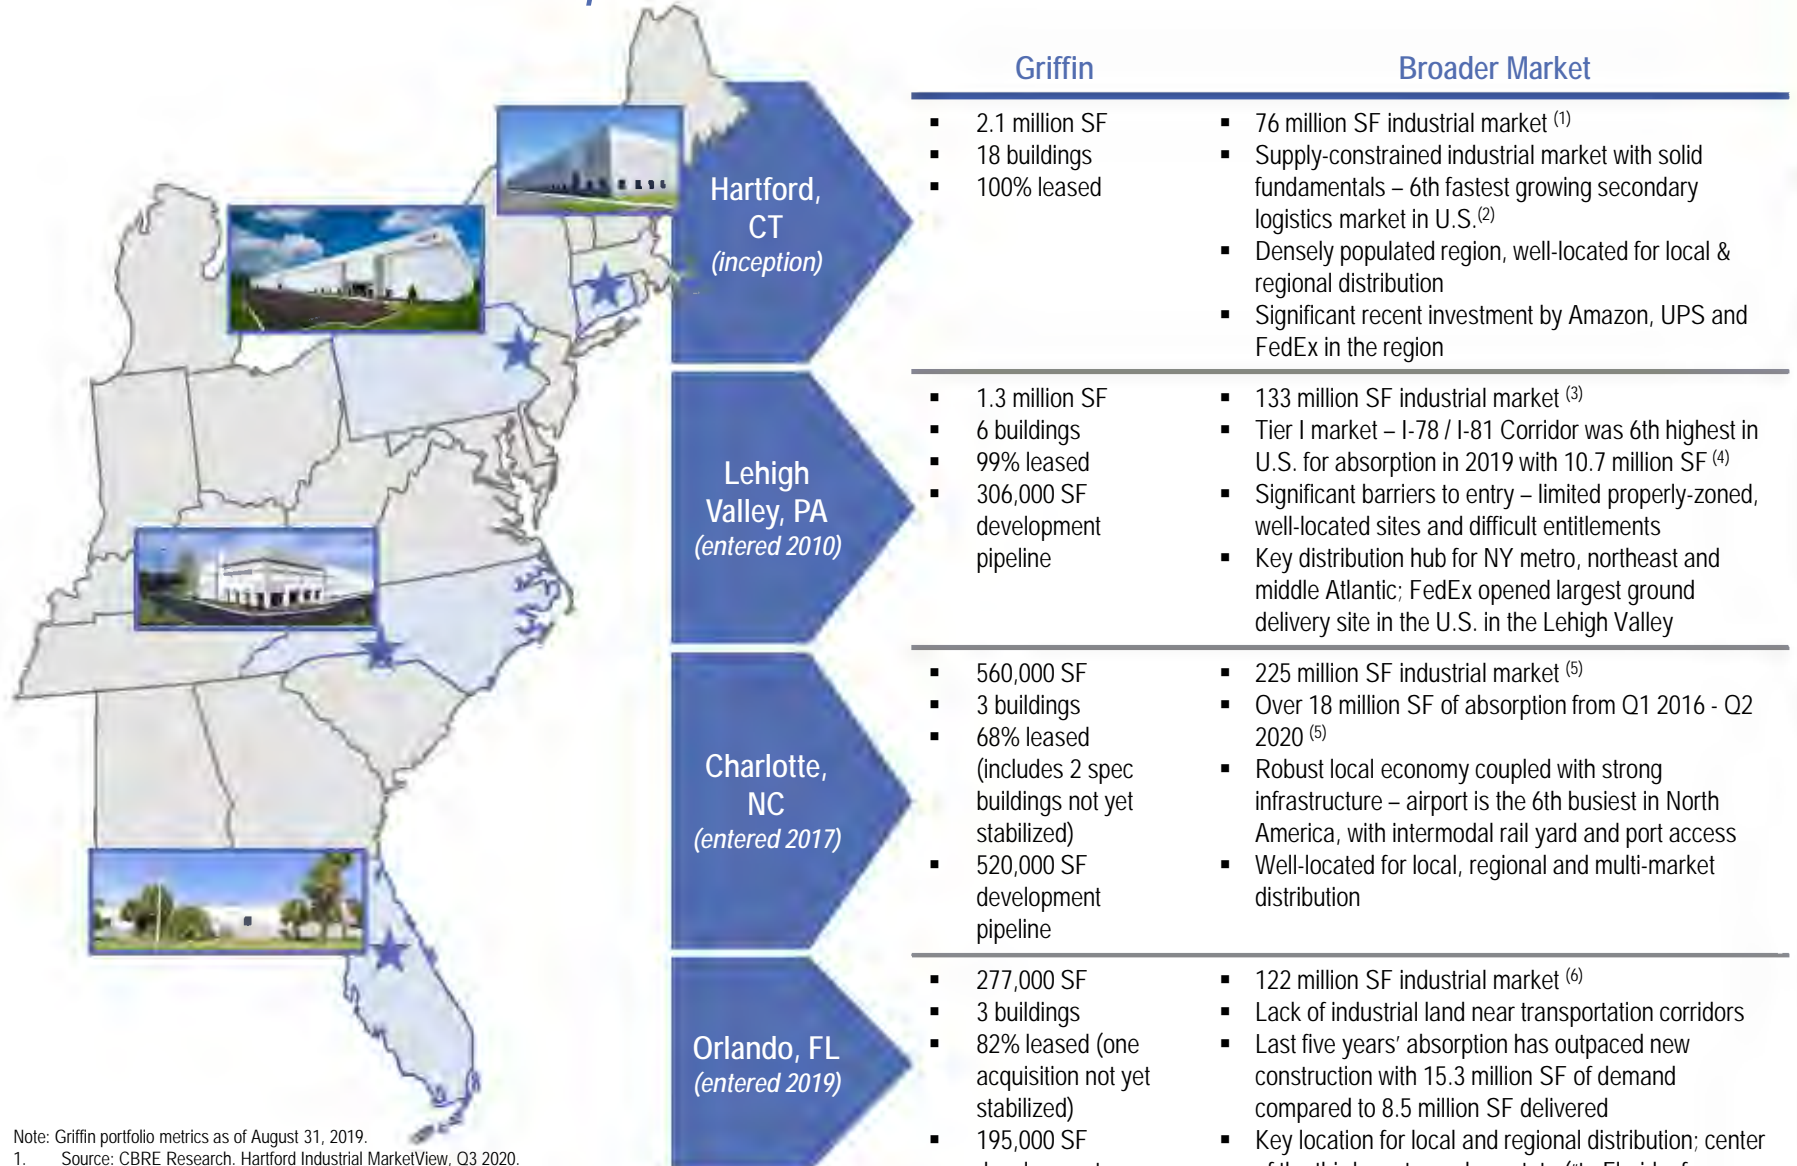 Griffin
Broader Market
Hartford,
CT
(inception)
▪ 2.1 million SF
▪ 18 buildings
▪ 100% leased
▪ 76 million SF industrial market (1)
▪ Supply-constrained industrial market with solid
fundamentals – 6th fastest growing secondary
logistics market in U.S.(2)
▪ Densely populated region, well-located for local &
regional distribution
▪ Significant recent investment by Amazon, UPS and
FedEx in the region
Lehigh
Valley, PA
(entered 2010)
▪ 1.3 million SF
▪ 6 buildings
▪ 99% leased
▪ 306,000 SF
development
pipeline
▪ 133 million SF industrial market (3)
▪ Tier I market – I-78 / I-81 Corridor was 6th highest in
U.S. for absorption in 2019 with 10.7 million SF (4)
▪ Significant barriers to entry – limited properly-zoned,
well-located sites and difficult entitlements
▪ Key distribution hub for NY metro, northeast and
middle Atlantic; FedEx opened largest ground
delivery site in the U.S. in the Lehigh Valley
Charlotte,
NC
(entered 2017)
▪ 560,000 SF
▪ 3 buildings
▪ 68% leased
(includes 2 spec
buildings not yet
stabilized)
▪ 520,000 SF
development
pipeline
▪ 225 million SF industrial market (5)
▪ Over 18 million SF of absorption from Q1 2016 - Q2
2020 (5)
▪ Robust local economy coupled with strong
infrastructure – airport is the 6th busiest in North
America, with intermodal rail yard and port access
▪ Well-located for local, regional and multi-market
distribution
Orlando, FL
(entered 2019)
▪ 277,000 SF
▪ 3 buildings
▪ 82% leased (one
acquisition not yet
stabilized)
▪ 195,000 SF
▪ 122 million SF industrial market (6)
▪ Lack of industrial land near transportation corridors
▪ Last five years’ absorption has outpaced new
construction with 15.3 million SF of demand
compared to 8.5 million SF delivered
▪ Key location for local and regional distribution; center
Note: Griffin portfolio metrics as of August 31, 2019.
1. Source: CBRE Research. Hartford Industrial MarketView, Q3 2020.